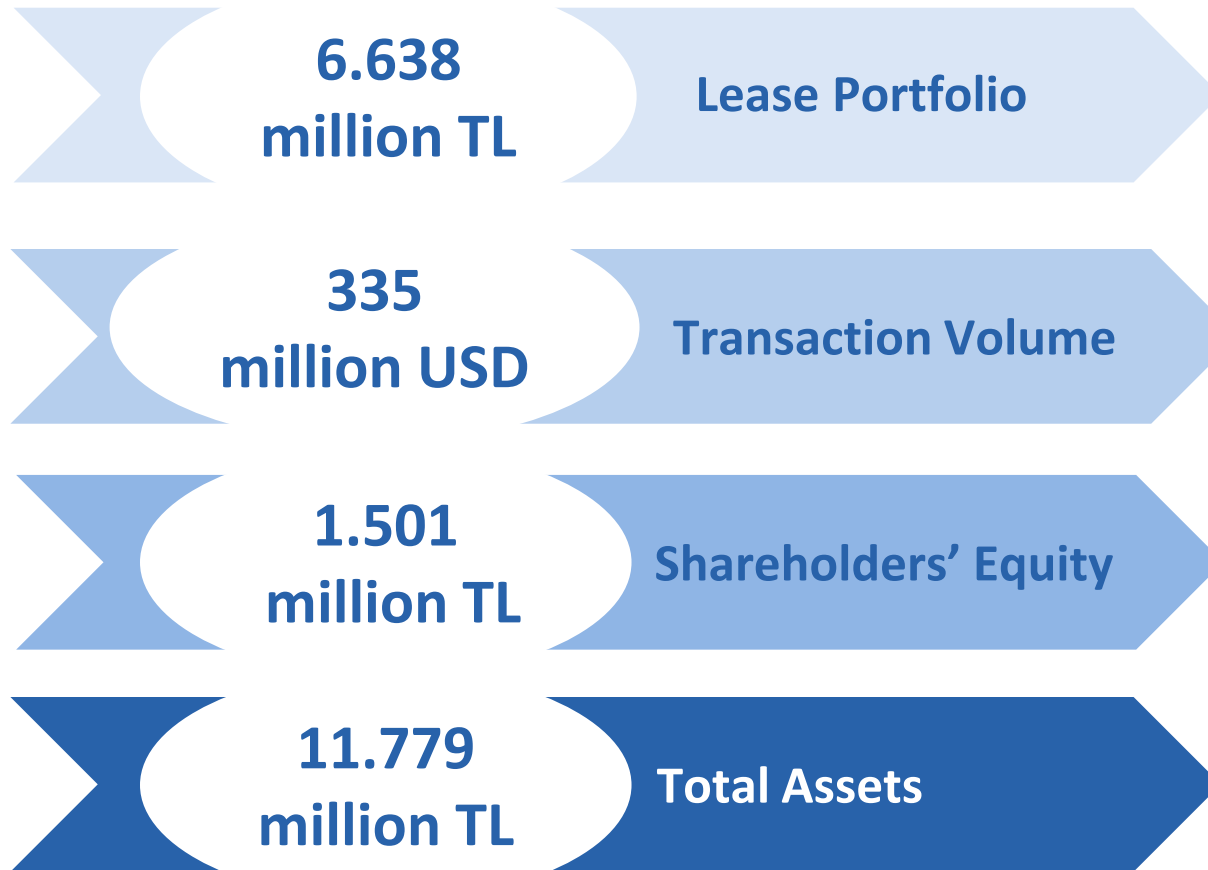 6.638
million TL
Lease Portfolio
335
million USD
Transaction Volume
1.501
million TL
Shareholders’ Equity
11.779
million TL
Total Assets